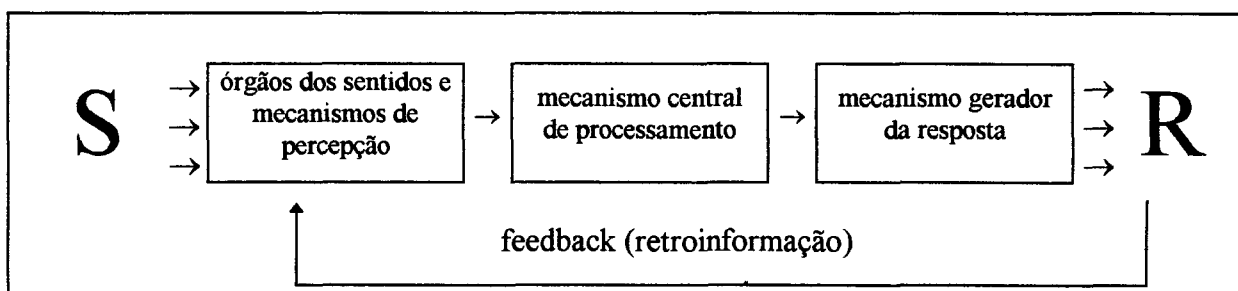 S
órgãos dos sentidos e
mecanismos de
percepção
mecanismo central
de processamento
mecanismo gerador
da resposta
R
feedback (retroinformação)